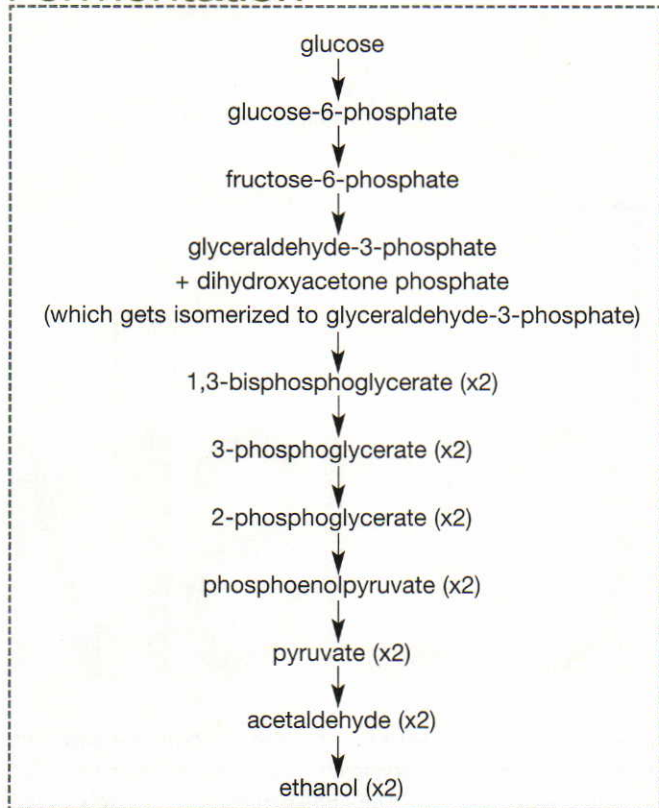 glucose
glucose-6-phosphate
fructose-6-phosphate
glyceraldehyde-3-phosphate
+ dihydroxyacetone phosphate
(which gets isomerized to glyceraldehyde-3-phosphate)
1,3-bisphosphoglycerate (x2)
3-phosphoglycerate (x2)
2-phosphoglycerate (x2)
phosphoenolpyruvate (x2)
pyruvate (x2)
acetaldehyde (x2)
ethanol (x2)